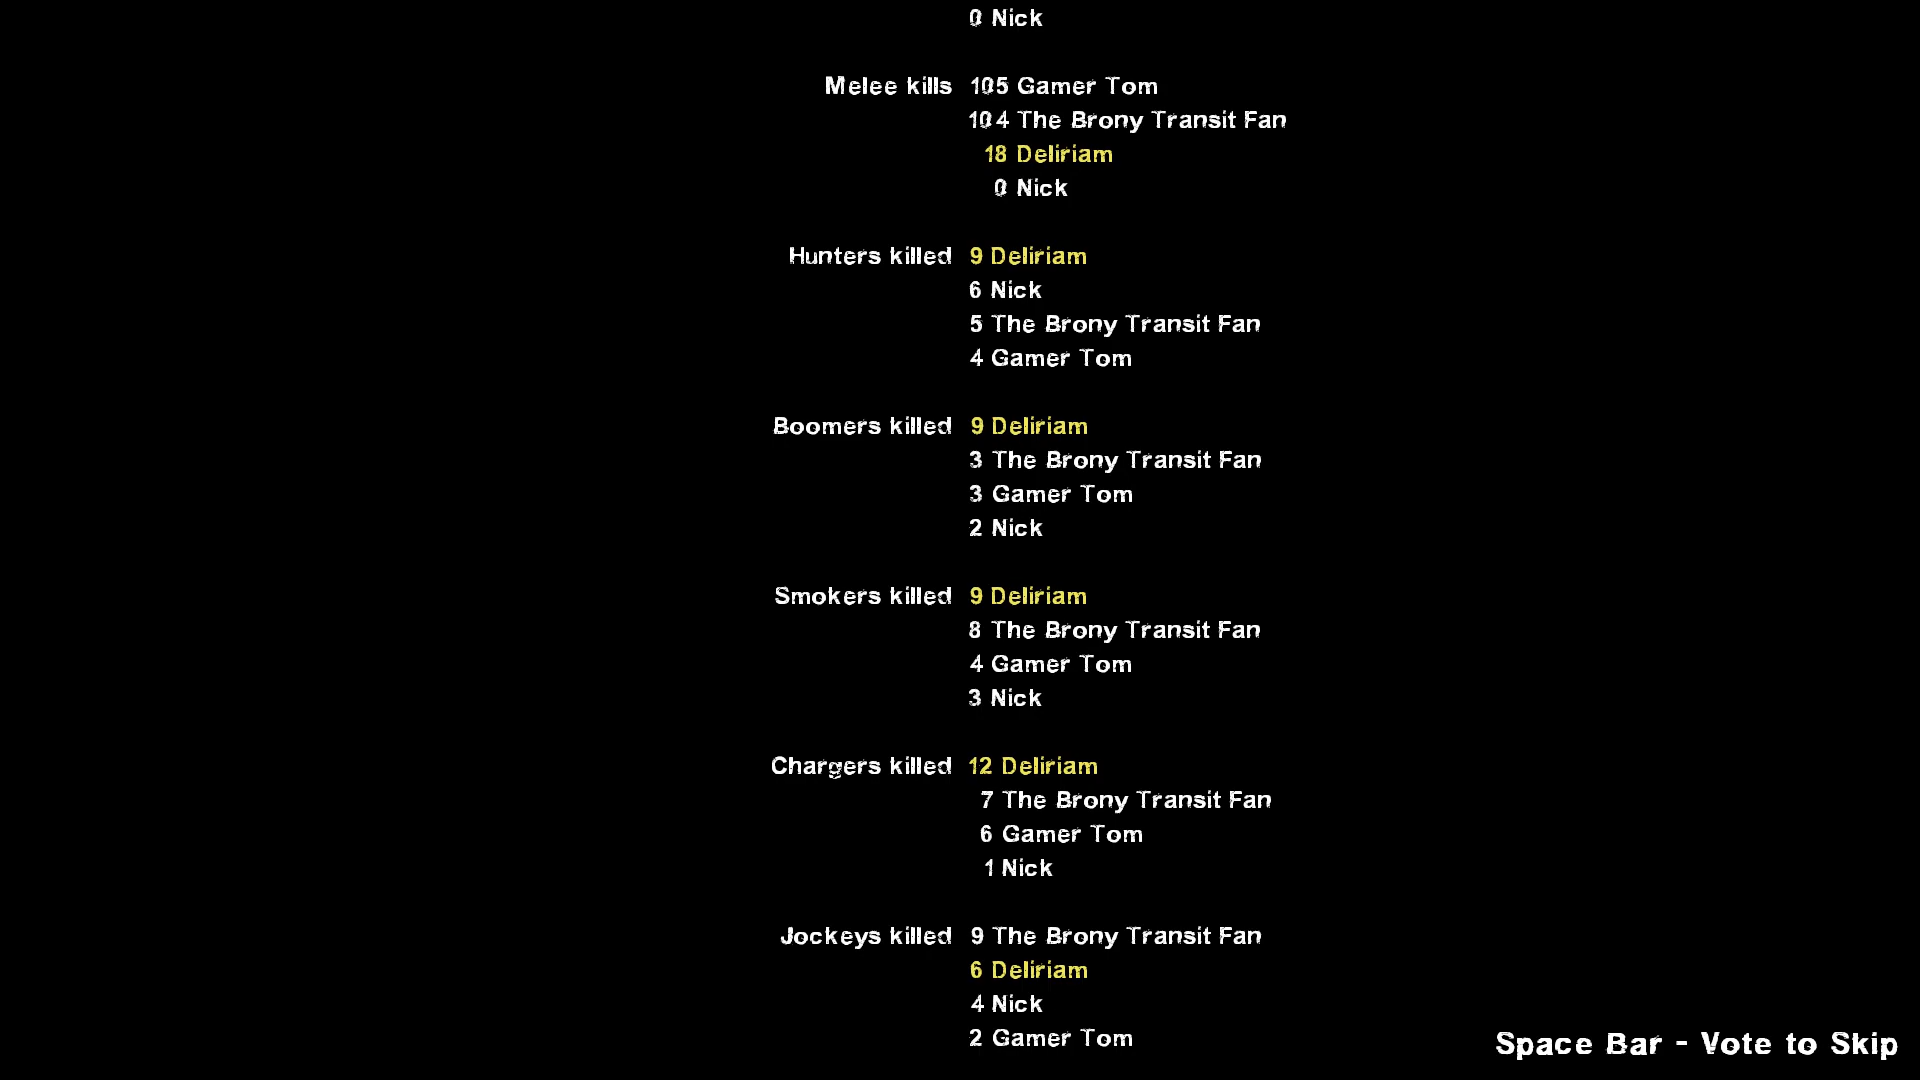 0 Nick
Melee kills 105 Gamer Tom
104 The Brony Transit Fan
18 Deliriam
0 Nick
Hunters killed 9 Deliriam
6 Nick
5 The Brony Transit Fan
4 Gamer Tom
Boomers killed 9 Deliriam
3 The Brony Transit Fan
3 Gamer Tom
2 Nick
Smokers killed 9 Deliriam
8 The Brony Transit Fan
4 Gamer Tom
3 Nick
Chargers killed 12 Deliriam
7 The Brony Transit Fan
6 Gamer Tom
1 Nick
Jockeys killed 9 The Brony Transit Fan
6 Deliriam
4 Nick
2 Gamer Tom
Space Bar - Vote to Skip